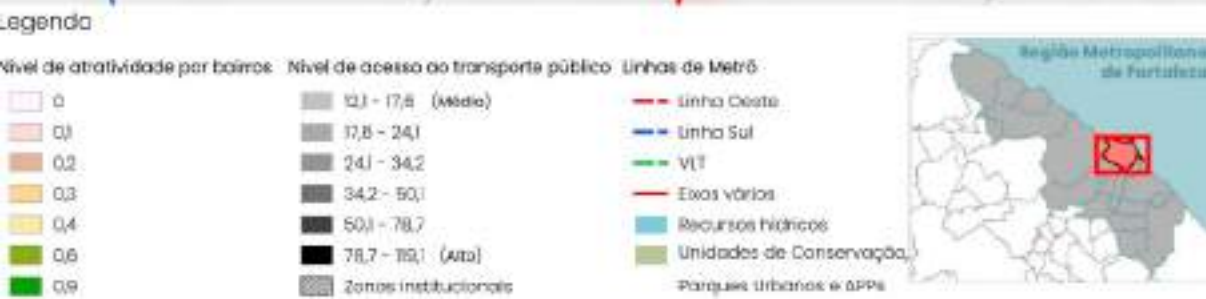 Legenda
Nível de atratividade por bairros
0
0,1
0,2
0,3
0,4
0,6
0,9
Nível de acesso ao transporte público
12,1 - 17,8 (Médio)
17,8 - 24,1
24,1 - 34,2
34,2 - 50,1
50,1 - 78,7
78,7 - 119,1 (Alto)
Zonas institucionais
Linhas de Metrô
Linha Oeste
Linha Sul
VLT
Eixos vários
Recursos hídricos
Unidades de Conservação,
Parques Urbanos e APPs
Região Metropolitana
de Fortaleza